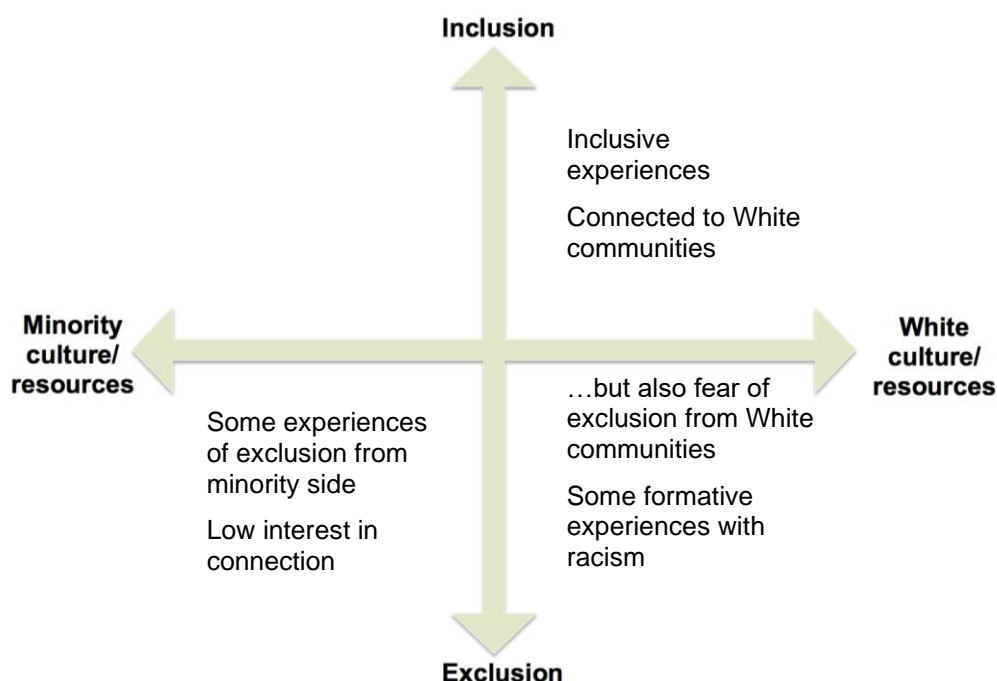 Inclusion
Inclusive
experiences
Connected to White
communities
Minority
culture/
resources
White
culture/
resources
Some experiences
of exclusion from
minority side
Low interest in
connection
…but also fear of
exclusion from White
communities
Some formative
experiences with
racism
Exclusion